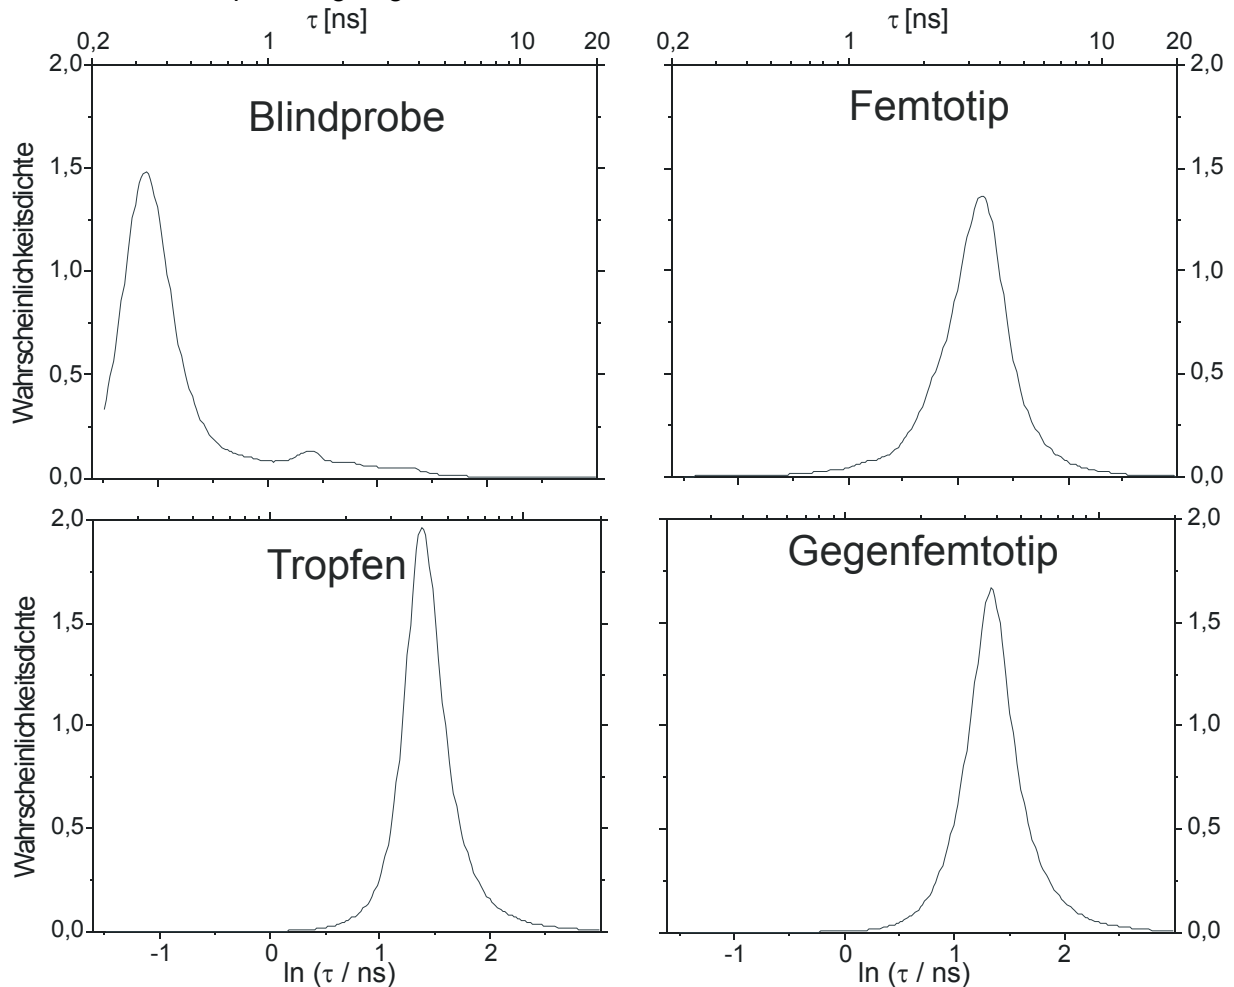 τ [ns]
τ [ns]
0,2 1 10 20
0,2 1 10 20
2,0
1,5
1,0
0,5
0,0
Wahrscheinlichkeitsdichte
Blindprobe
Femtotip
2,0
1,5
1,0
0,5
0,0
2,0
1,5
1,0
0,5
0,0
Wahrscheinlichkeitsdichte
Tropfen
Gegenfemtotip
2,0
1,5
1,0
0,5
0,0
-1 0 1 2
ln (τ / ns)
-1 0 1 2
ln (τ / ns)